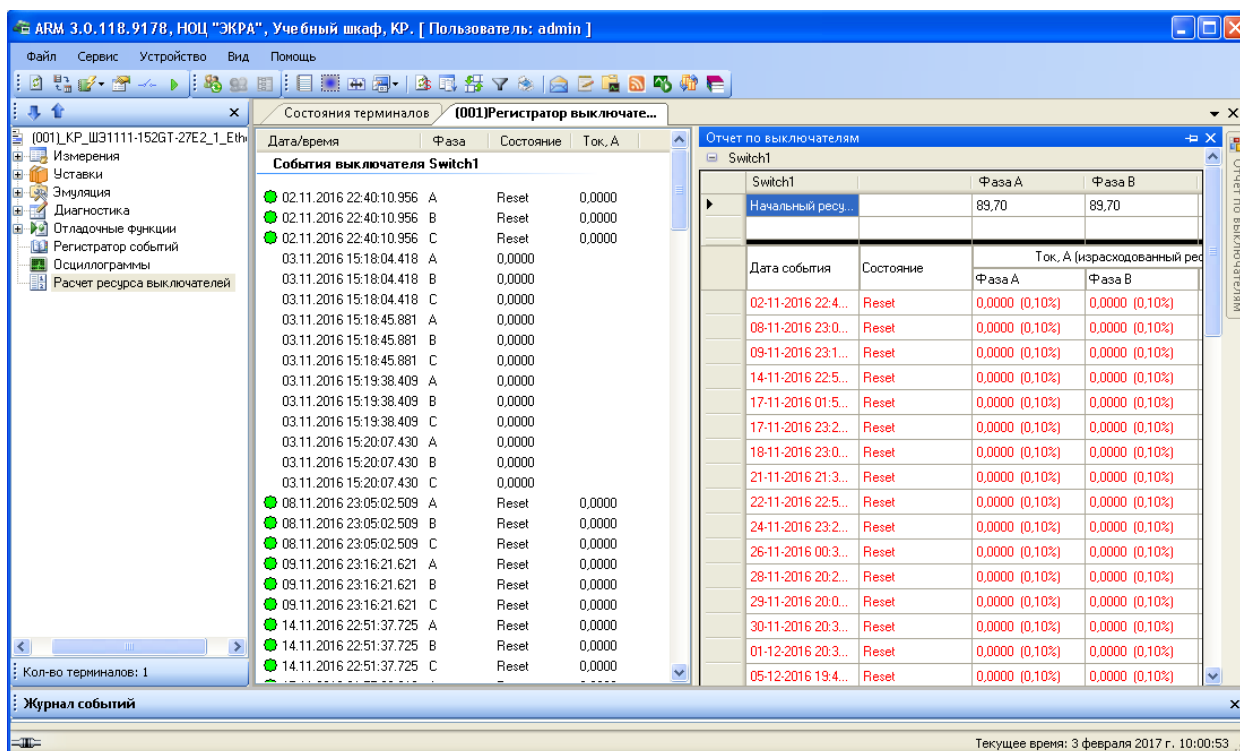 ARM 3.0.118.9178, НОЦ "ЭКРА", Учебный шкаф, КР. [ Пользователь: admin ]
Файл Сервис Устройство Вид Помощь
Состояния терминалов (001)Регистратор выключате...
(001)_KP_ШЭ1111-152GT-27E2_1_Eth
Измерения
Уставки
Эмуляция
Диагностика
Отладочные функции
Регистратор событий
Осциллограммы
Расчет ресурса выключателей
Кол-во терминалов: 1
Дата/время Фаза Состояние Ток, А
События выключателя Switch1
02.11.2016 22:40:10.956 A Reset 0,0000
02.11.2016 22:40:10.956 B Reset 0,0000
02.11.2016 22:40:10.956 C Reset 0,0000
03.11.2016 15:18:04.418 A 0,0000
03.11.2016 15:18:04.418 B 0,0000
03.11.2016 15:18:04.418 C 0,0000
03.11.2016 15:18:45.881 A 0,0000
03.11.2016 15:18:45.881 B 0,0000
03.11.2016 15:18:45.881 C 0,0000
03.11.2016 15:19:38.409 A 0,0000
03.11.2016 15:19:38.409 B 0,0000
03.11.2016 15:19:38.409 C 0,0000
03.11.2016 15:20:07.430 A 0,0000
03.11.2016 15:20:07.430 B 0,0000
03.11.2016 15:20:07.430 C 0,0000
08.11.2016 23:05:02.509 A Reset 0,0000
08.11.2016 23:05:02.509 B Reset 0,0000
08.11.2016 23:05:02.509 C Reset 0,0000
09.11.2016 23:16:21.621 A Reset 0,0000
09.11.2016 23:16:21.621 B Reset 0,0000
09.11.2016 23:16:21.621 C Reset 0,0000
14.11.2016 22:51:37.725 A Reset 0,0000
14.11.2016 22:51:37.725 B Reset 0,0000
14.11.2016 22:51:37.725 C Reset 0,0000
Отчет по выключателям
Switch1
Switch1 Фаза А Фаза В
Начальный ресу... 89,70 89,70
Дата события Состояние Ток, А (израсходованный рес
Фаза А Фаза В
02-11-2016 22:4... Reset 0,0000 (0,10%) 0,0000 (0,10%)
08-11-2016 23:0... Reset 0,0000 (0,10%) 0,0000 (0,10%)
09-11-2016 23:1... Reset 0,0000 (0,10%) 0,0000 (0,10%)
14-11-2016 22:5... Reset 0,0000 (0,10%) 0,0000 (0,10%)
17-11-2016 01:5... Reset 0,0000 (0,10%) 0,0000 (0,10%)
17-11-2016 23:2... Reset 0,0000 (0,10%) 0,0000 (0,10%)
18-11-2016 23:0... Reset 0,0000 (0,10%) 0,0000 (0,10%)
21-11-2016 21:3... Reset 0,0000 (0,10%) 0,0000 (0,10%)
22-11-2016 22:5... Reset 0,0000 (0,10%) 0,0000 (0,10%)
24-11-2016 23:2... Reset 0,0000 (0,10%) 0,0000 (0,10%)
26-11-2016 00:3... Reset 0,0000 (0,10%) 0,0000 (0,10%)
28-11-2016 20:2... Reset 0,0000 (0,10%) 0,0000 (0,10%)
29-11-2016 20:0... Reset 0,0000 (0,10%) 0,0000 (0,10%)
30-11-2016 20:3... Reset 0,0000 (0,10%) 0,0000 (0,10%)
01-12-2016 20:3... Reset 0,0000 (0,10%) 0,0000 (0,10%)
05-12-2016 19:4... Reset 0,0000 (0,10%) 0,0000 (0,10%)
Отчет по выключателям
Журнал событий
Текущее время: 3 февраля 2017 г. 10:00:53